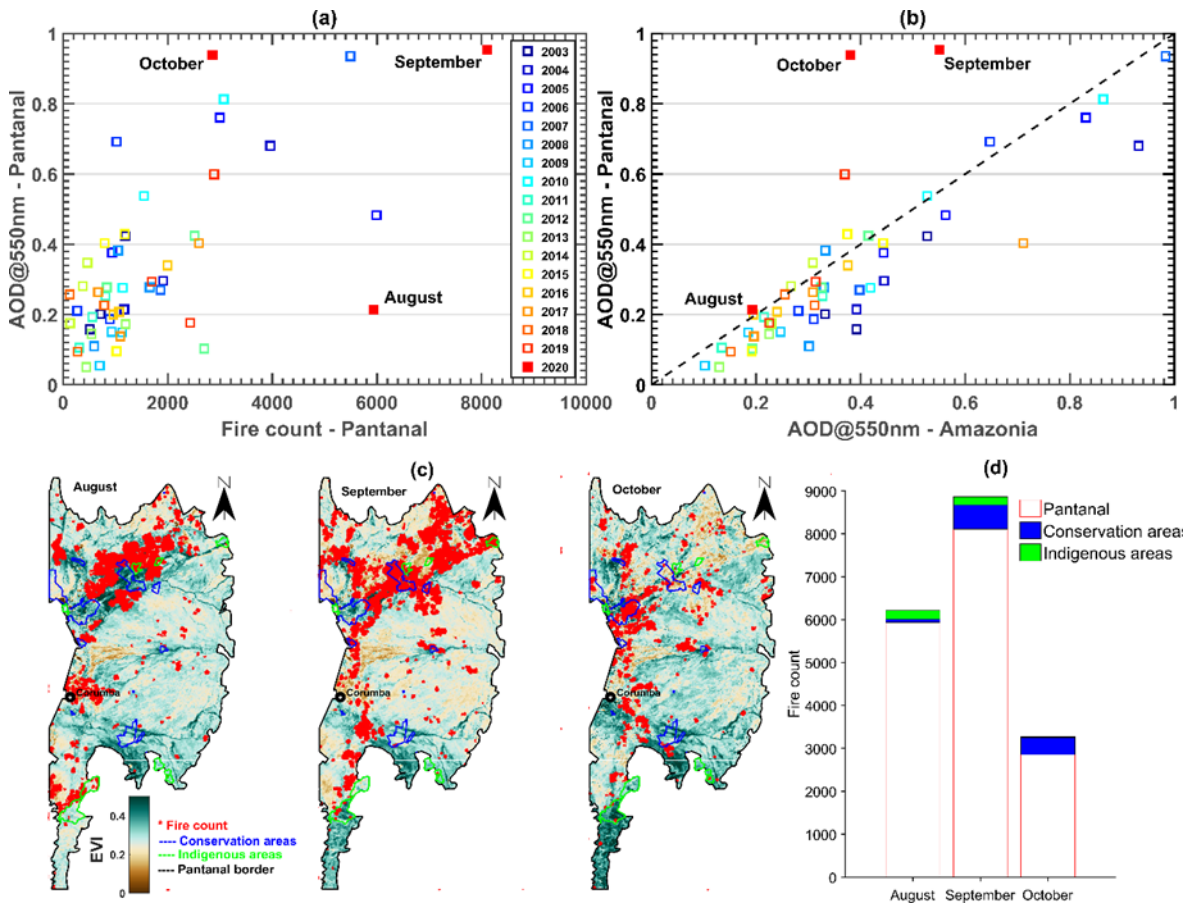 (a)
AOD@550nm - Pantanal
1
0.8
0.6
0.4
0.2
0
October
September
August
2003
2004
2005
2006
2007
2008
2009
2010
2011
2012
2013
2014
2015
2016
2017
2018
2019
2020
0 2000 4000 6000 8000 10000
Fire count - Pantanal
(b)
AOD@550nm - Pantanal
1
0.8
0.6
0.4
0.2
0
October
September
August
0 0.2 0.4 0.6 0.8 1
AOD@550nm - Amazonia
(c)
August
N
Corumba
EVI
0.4
0.2
0
* Fire count
---- Conservation areas
---- Indigenous areas
---- Pantanal border
September
N
Corumba
October
N
Corumba
(d)
Fire count
9000
8000
7000
6000
5000
4000
3000
2000
1000
0
Pantanal
Conservation areas
Indigenous areas
August September October